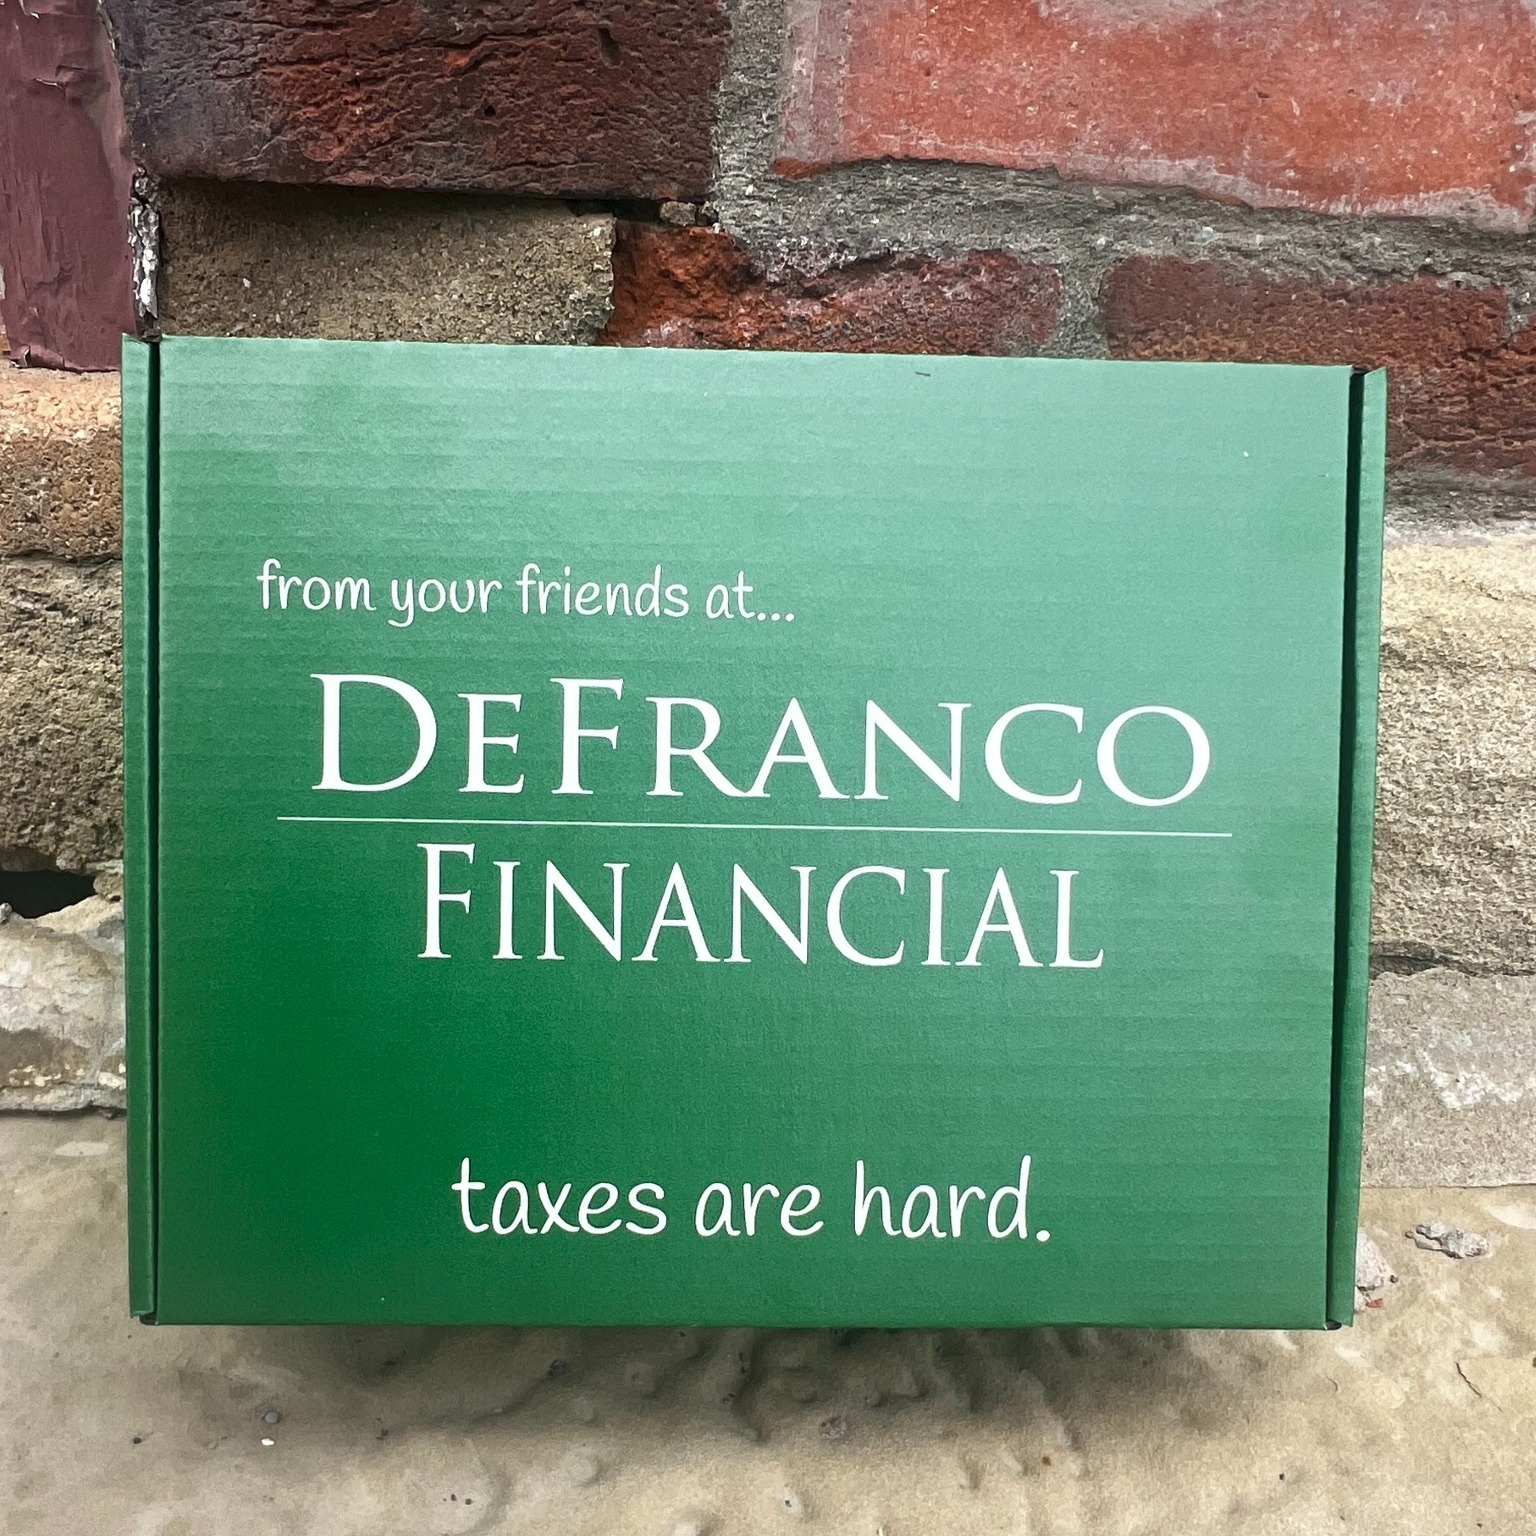 from your friends at...
DEFRANCO
FINANCIAL
taxes are hard.